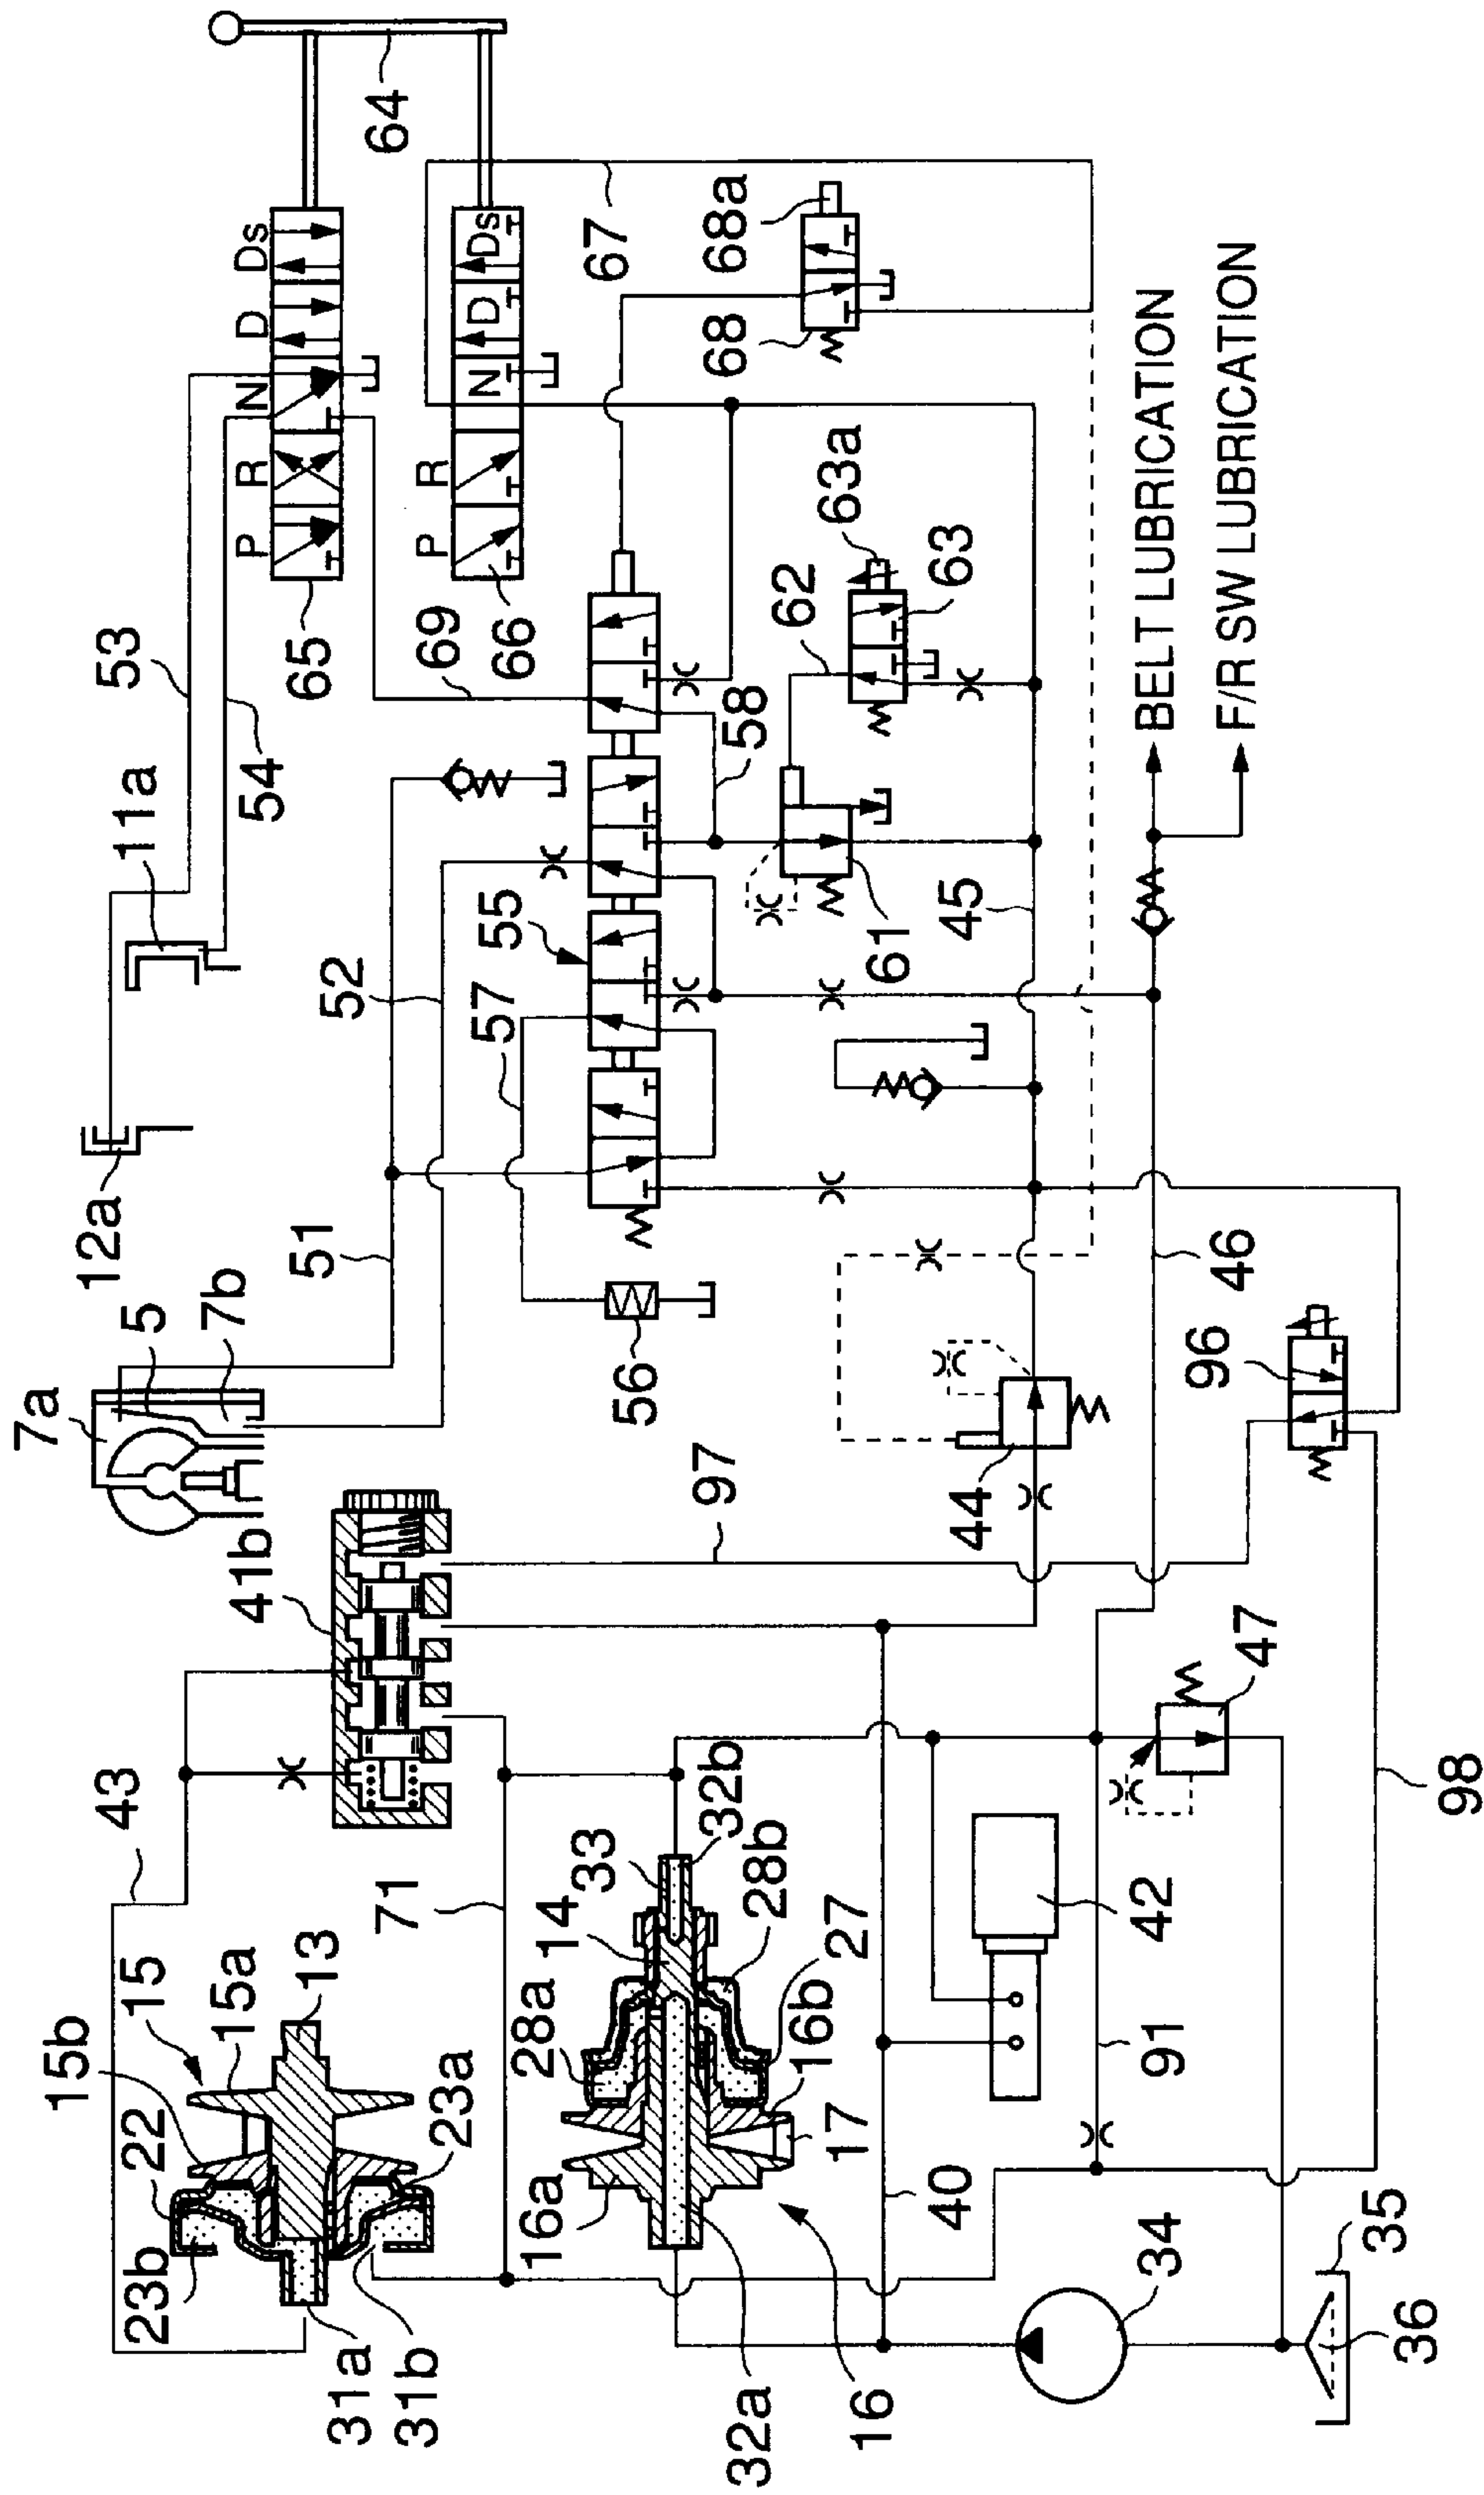 7a
15b
12a
43
53
23b
22
15
5
11a
15a
7b
54
41b
P R N D Ds
13
51
65
31a
52
64
71
31b
23a
69
P R N D Ds
57
55
66
16a
28a
14
33
56
67
32a
32b
97
58
68
68a
28b
62
17
16b
27
63a
16
61
63
40
44
45
42
34
91
BELT LUBRICATION
96
46
F/R SW LUBRICATION
47
35
36
98